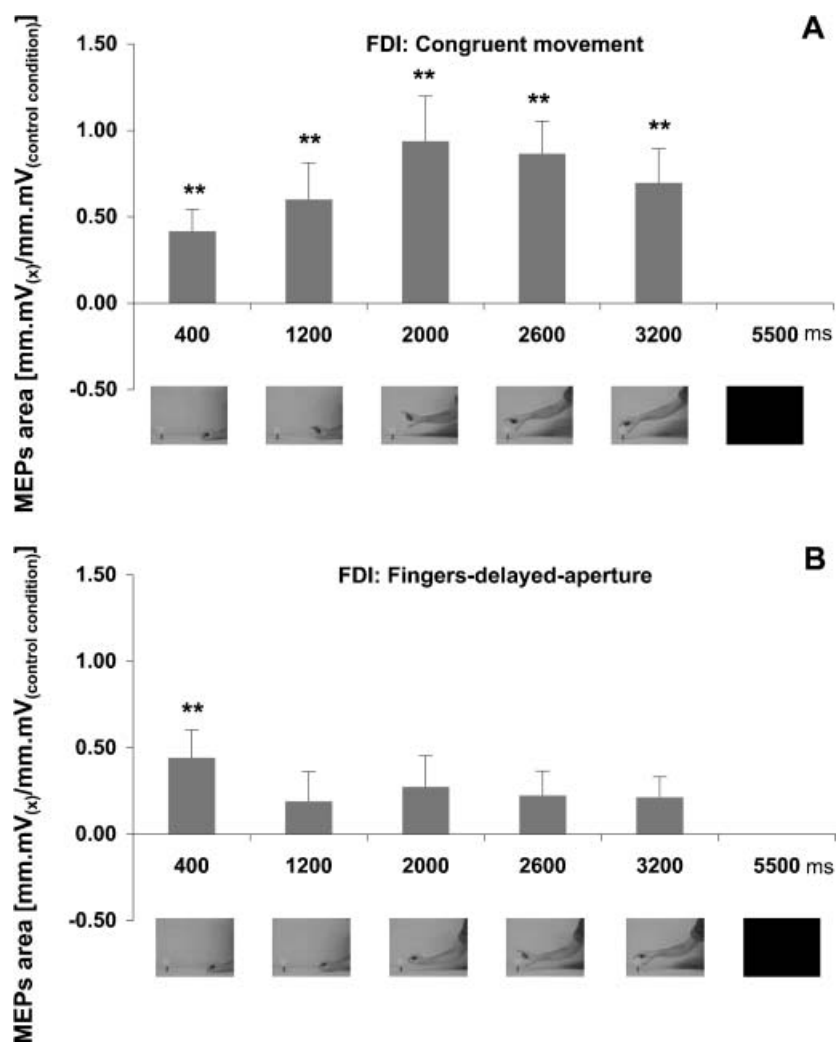 A
FDI: Congruent movement
MEPs area [mm.mV(x)/mm.mV(control condition)]
1.50
1.00
0.50
0.00
-0.50
**
**
**
**
**
400 1200 2000 2600 3200 5500 ms
B
FDI: Fingers-delayed-aperture
MEPs area [mm.mV(x)/mm.mV(control condition)]
1.50
1.00
0.50
0.00
-0.50
**
400 1200 2000 2600 3200 5500 ms